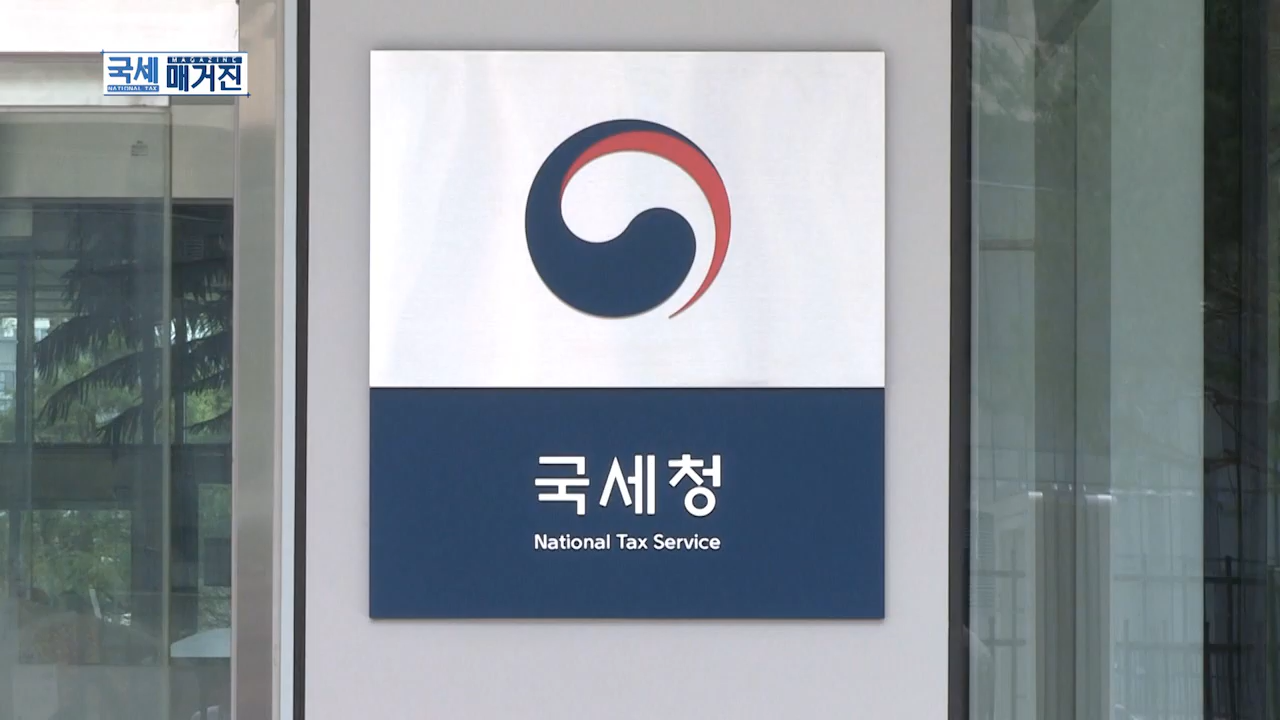 국세 매거진
MAGAZINE
NATIONAL TAX
국세청
National Tax Service